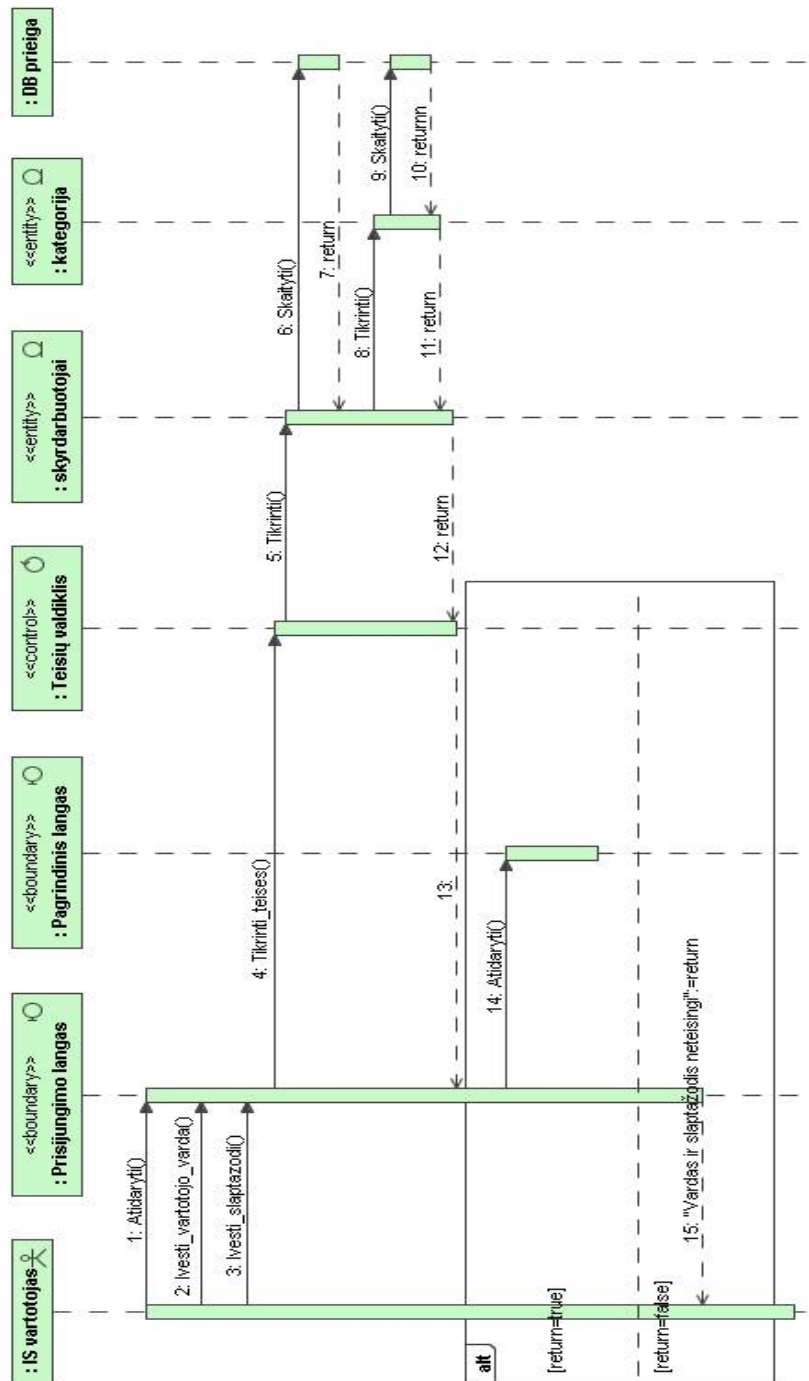 : IS vartotojas
<<boundary>>
: Prisijungimo langas
<<boundary>>
: Pagrindinis langas
<<control>>
: Teisių valdiklis
<<entity>>
: skyrdarbuotojai
<<entity>>
: kategorija
: DB prieiga
1: Atidaryti()
2: Ivesti_vartotojo_varda()
3: Ivesti_slaptazodi()
4: Tikrinti_teises()
5: Tikrinti()
6: Skaityti()
7: return
8: Tikrinti()
9: Skaityti()
10: returnn
11: return
12: return
13:
alt
14: Atidaryti()
[return=true]
[return=false]
15: "Vardas ir slaptažodis neteisingi":=return